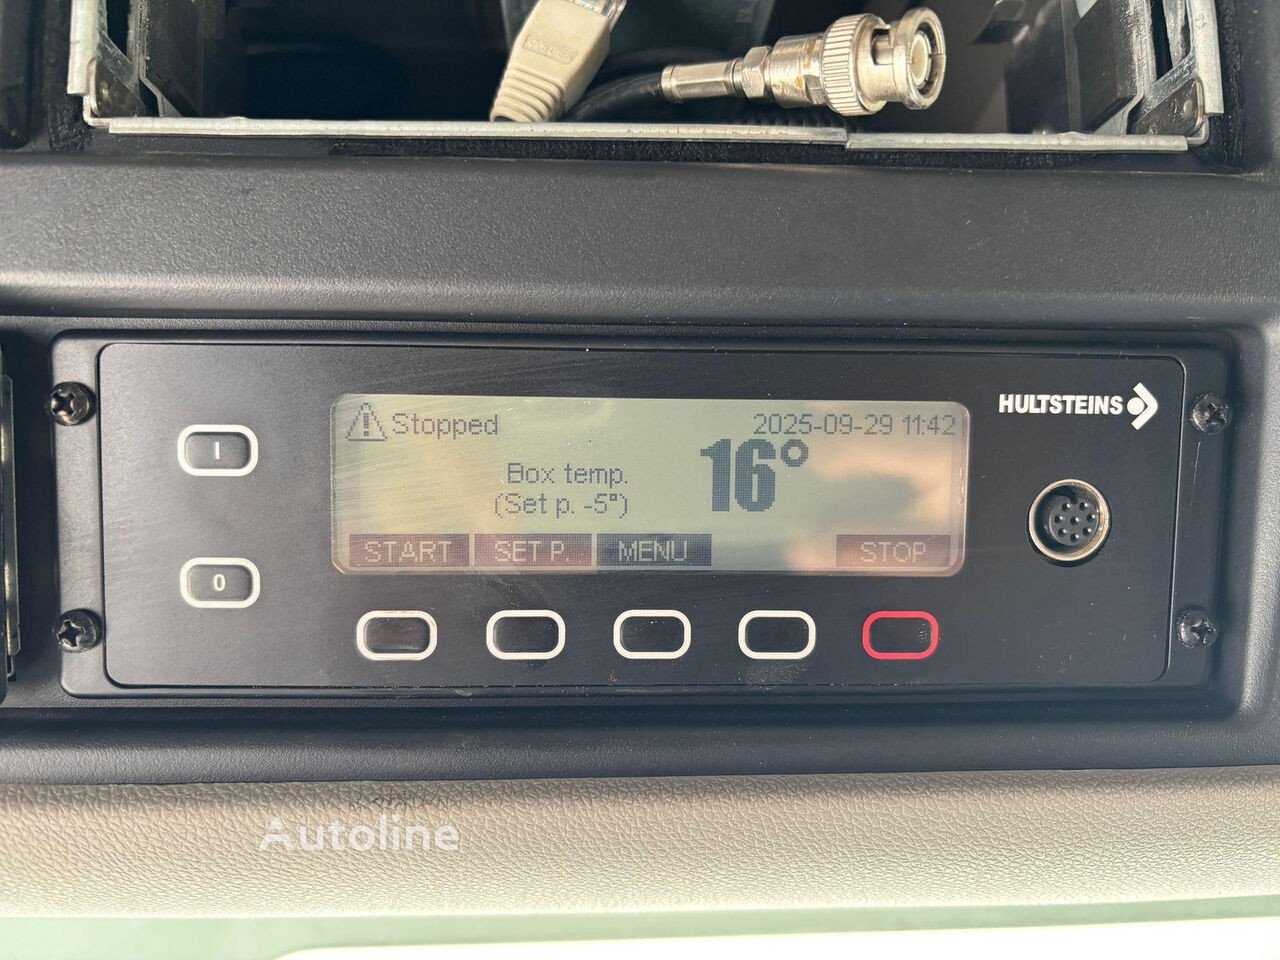 HULTSTEINS
I
Stopped 2025-09-29 11:42
Box temp. 16°
(Set p. -5°)
START SET P. MENU STOP
0
Autoline